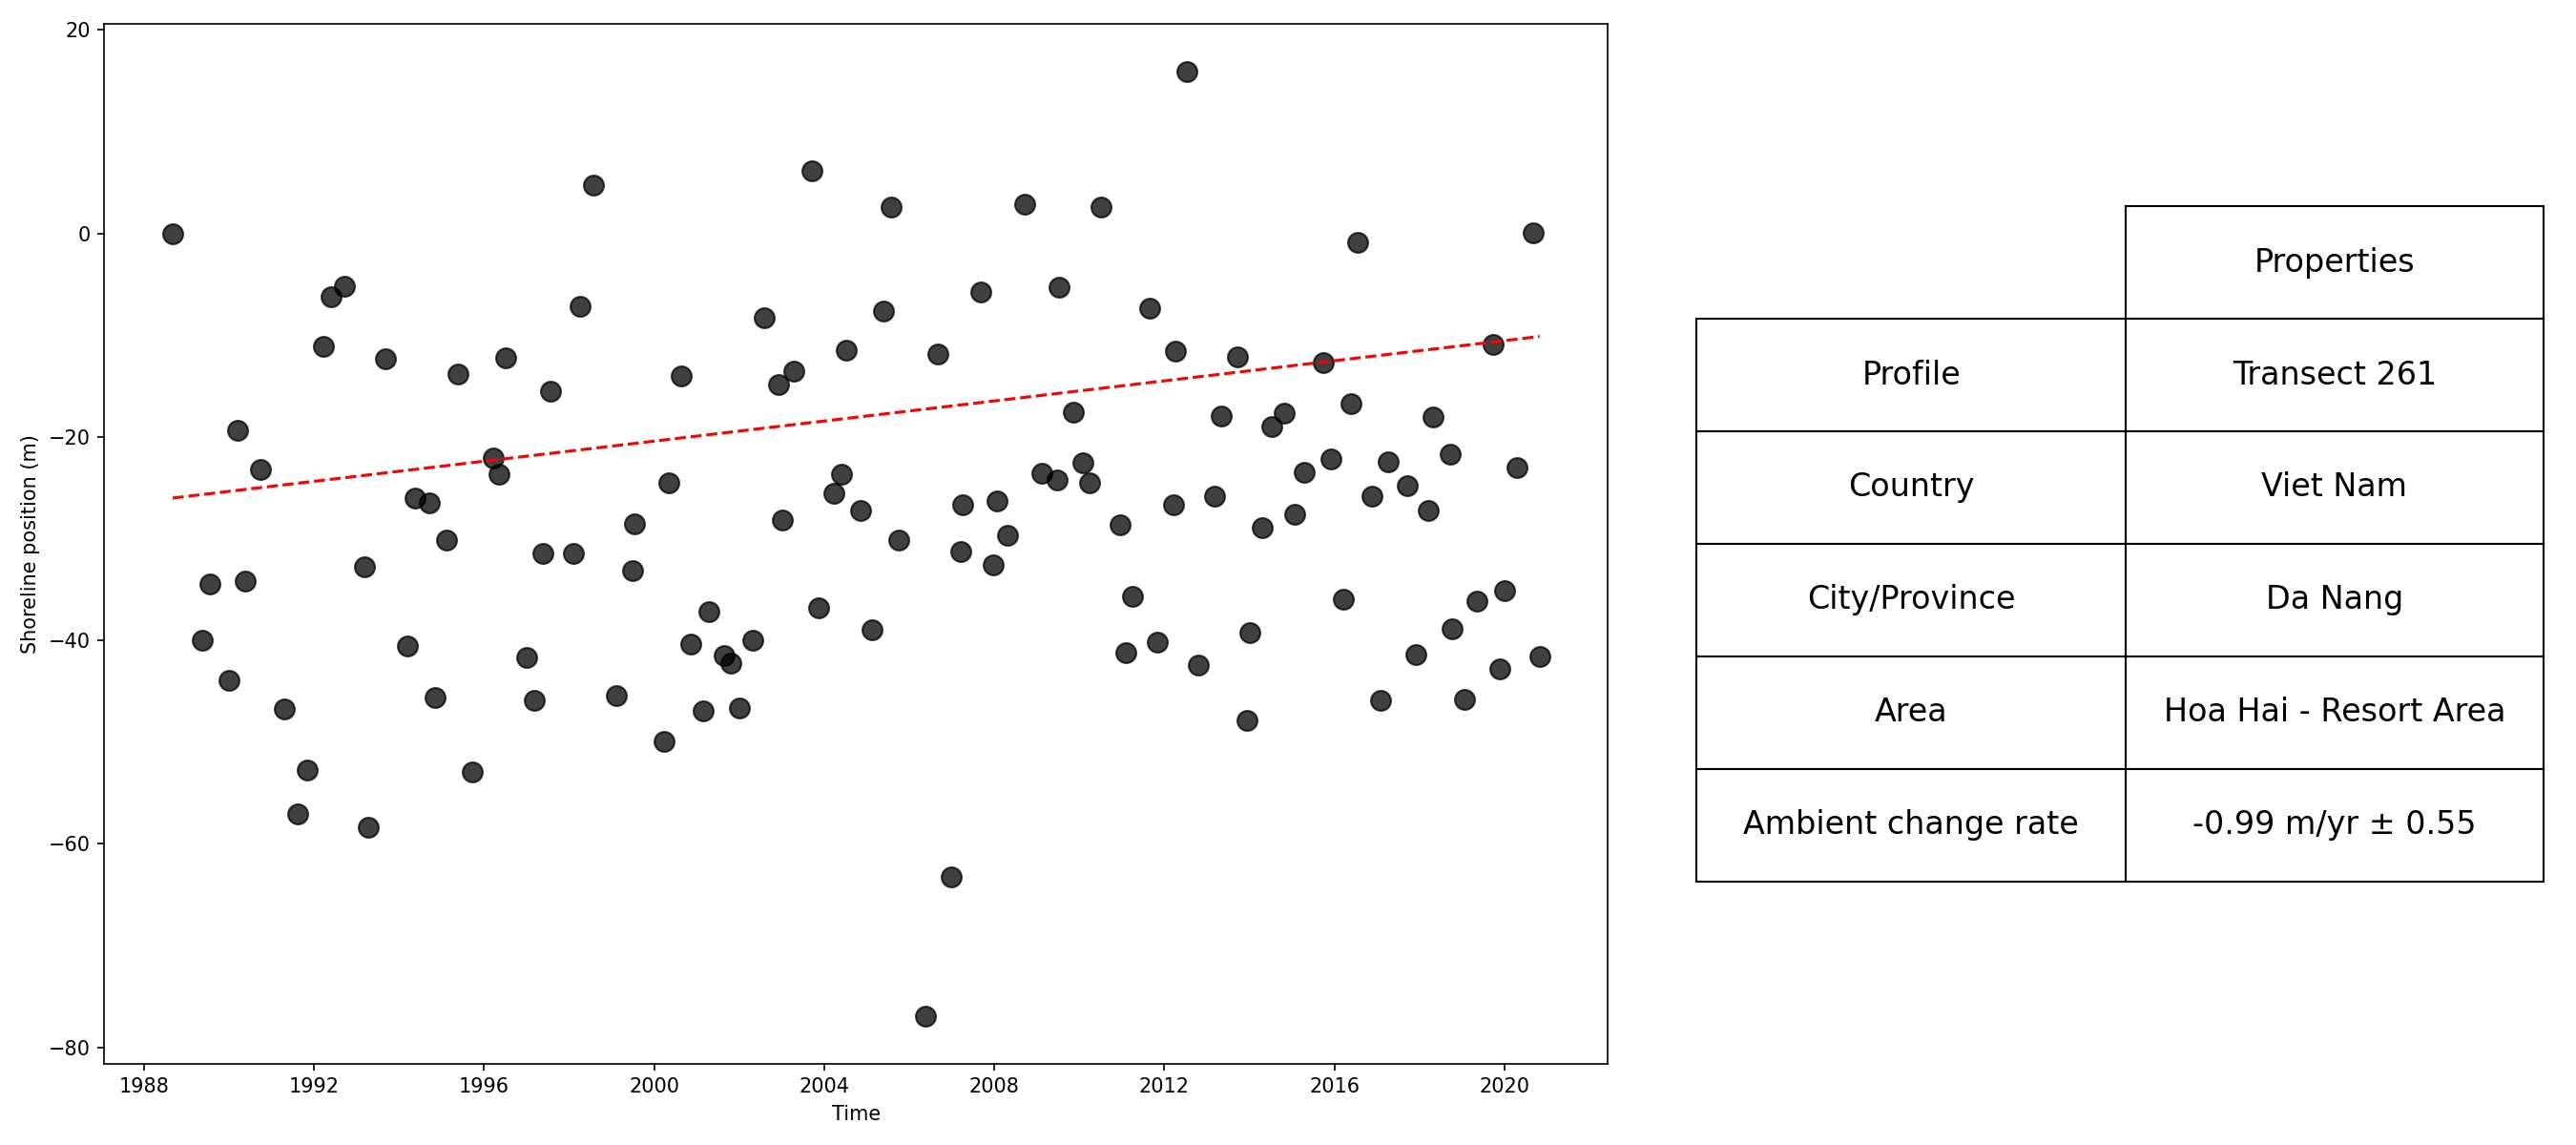 20
0
−20
−40
−60
−80
Shoreline position (m)
1988 1992 1996 2000 2004 2008 2012 2016 2020
Time
Properties
Profile Transect 261
Country Viet Nam
City/Province Da Nang
Area Hoa Hai - Resort Area
Ambient change rate -0.99 m/yr ± 0.55